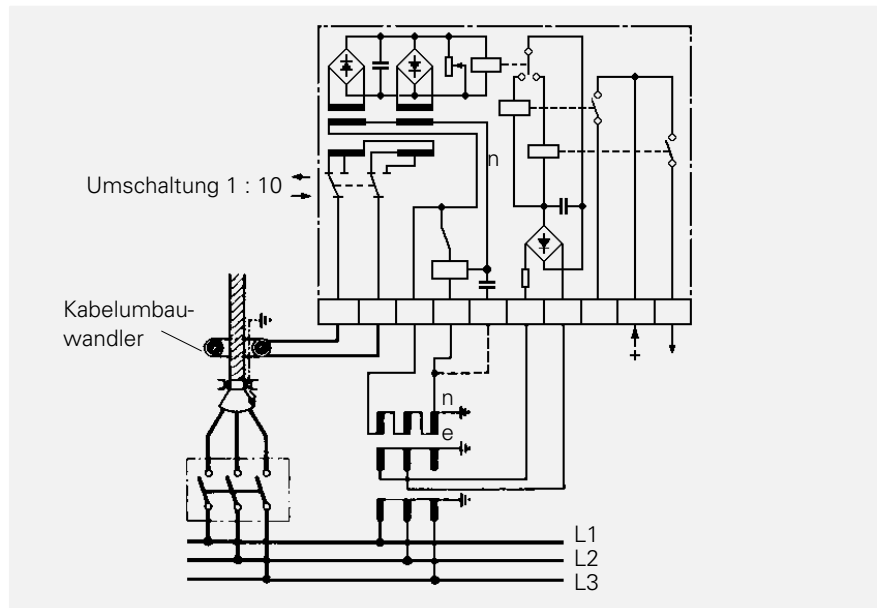 n
Umschaltung 1 : 10
Kabelumbau-
wandler
+
n
e
L1
L2
L3